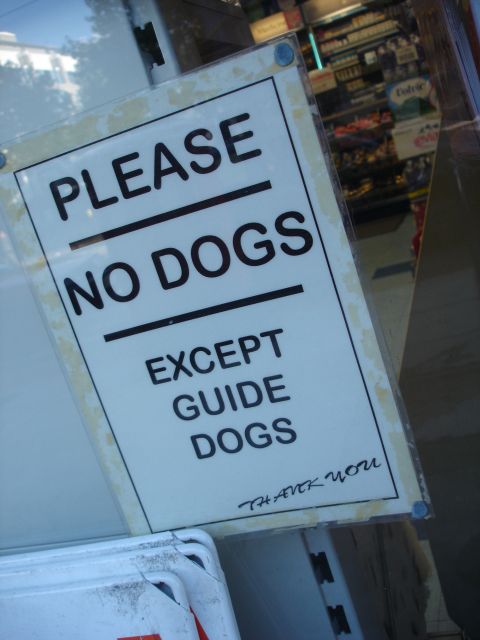 PLEASE
NO DOGS
EXCEPT
GUIDE
DOGS
THANK YOU